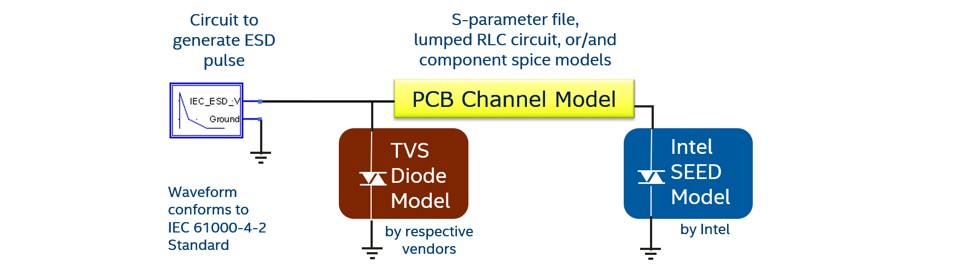 Circuit to
generate ESD
pulse
S-parameter file,
lumped RLC circuit, or/and
component spice models
IEC_ESD_V
Ground
PCB Channel Model
TVS
Diode
Model
Intel
SEED
Model
Waveform
conforms to
IEC 61000-4-2
Standard
by respective
vendors
by Intel